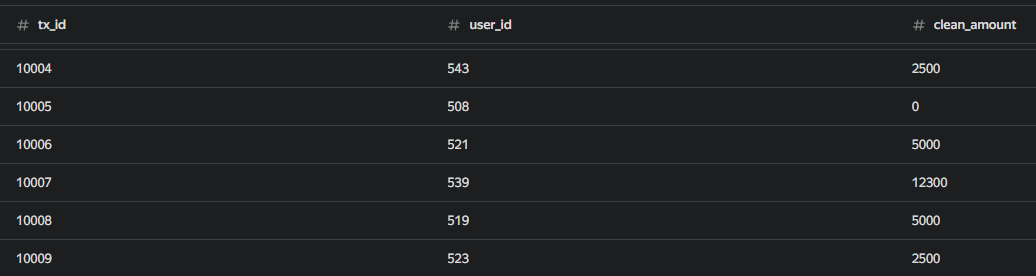 # tx_id # user_id # clean_amount
10004 543 2500
10005 508 0
10006 521 5000
10007 539 12300
10008 519 5000
10009 523 2500